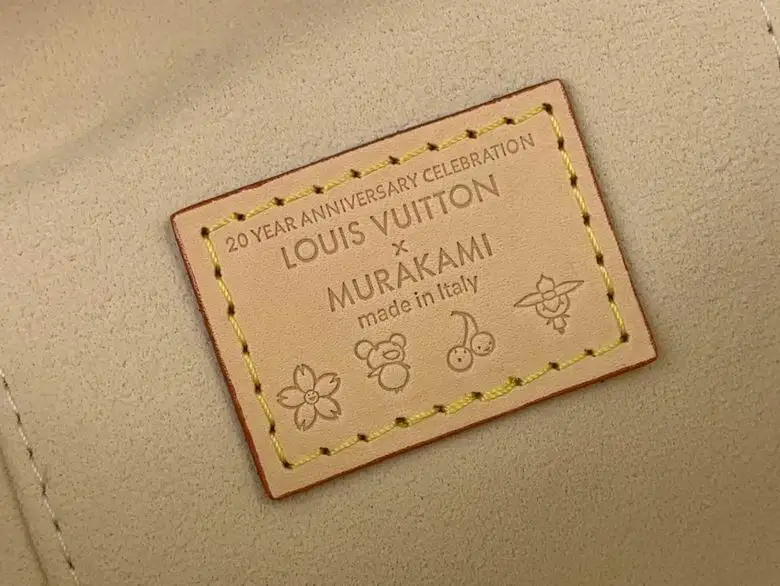 20 YEAR ANNIVERSARY CELEBRATION
LOUIS VUITTON
×
MURAKAMI
made in Italy